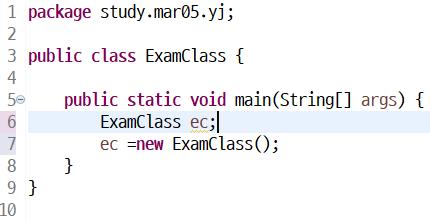 1 package study.mar05.yj;
2
3 public class ExamClass {
4
5 public static void main(String[] args) {
6 ExamClass ec;
7 ec =new ExamClass();
8 }
9 }
10